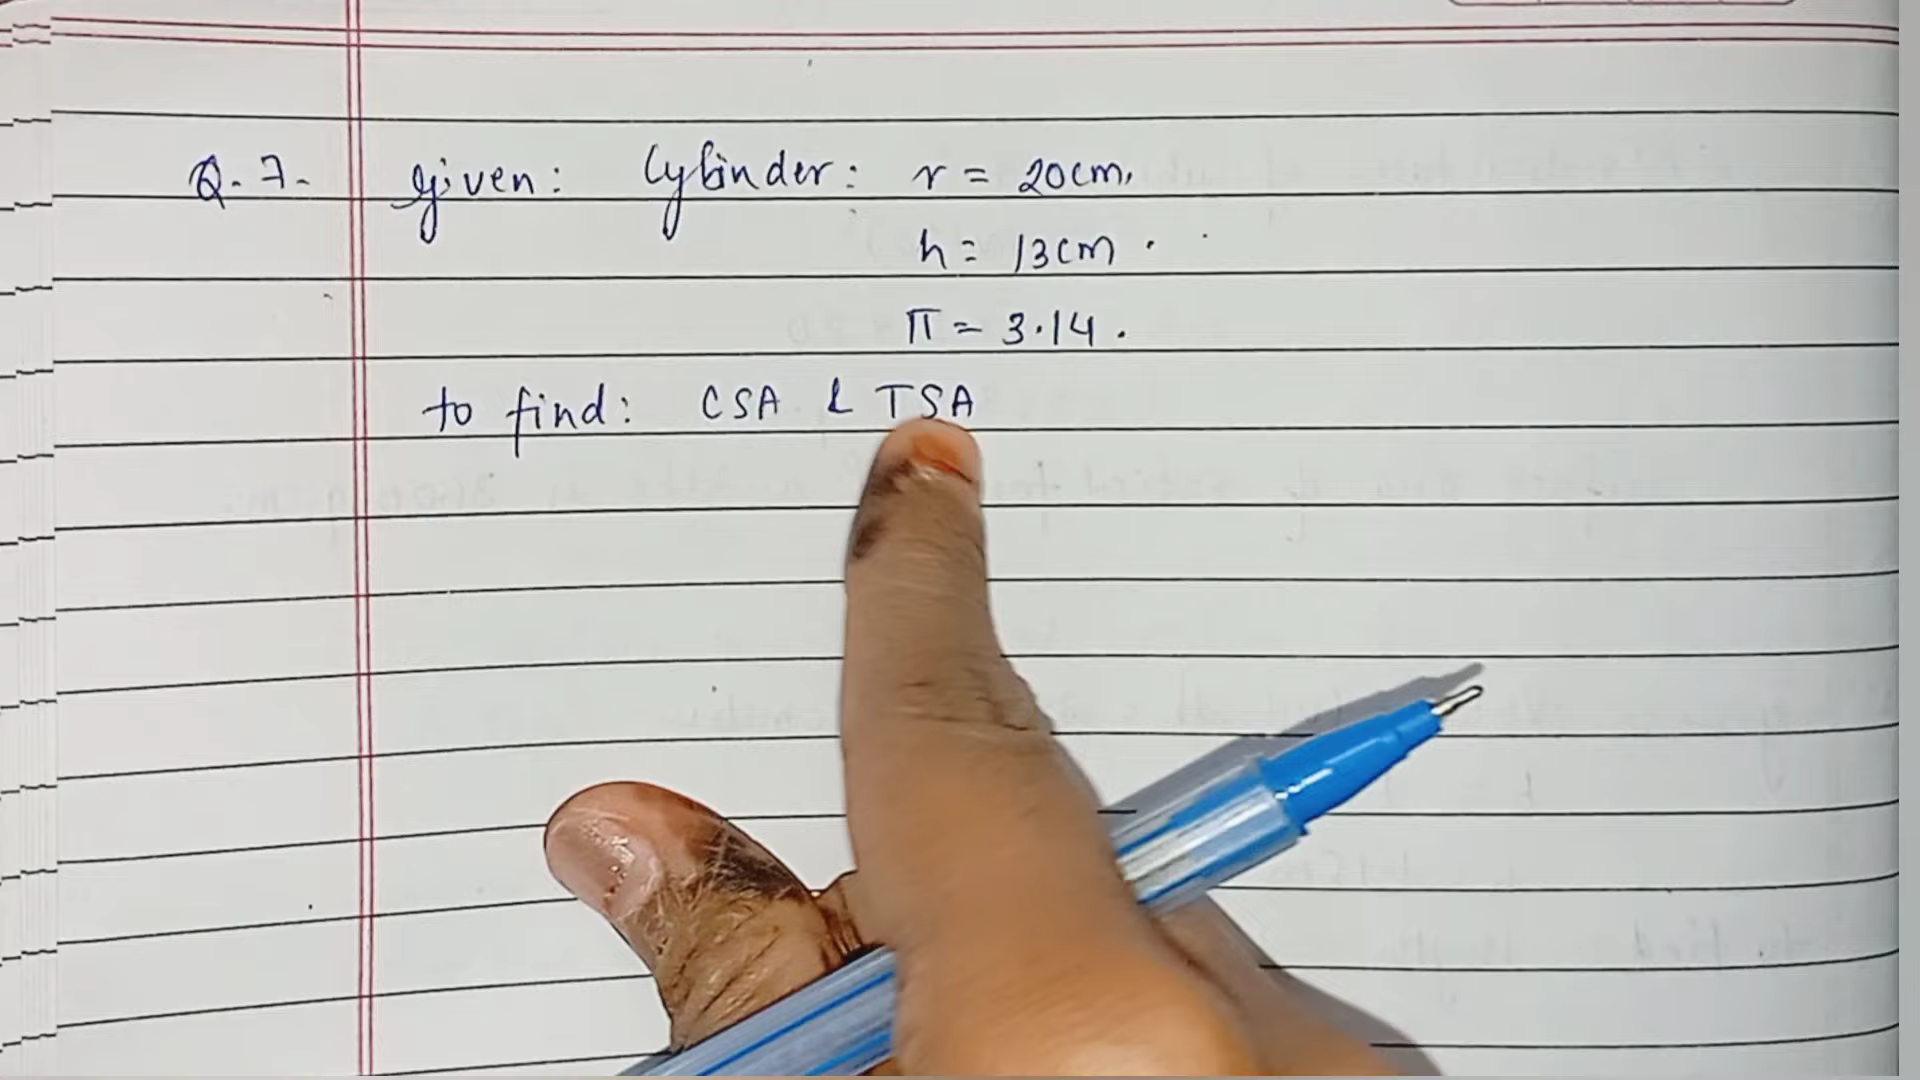 Q. 7. given: Cylinder: r = 20cm.
h = 13cm.
π = 3.14.
to find: CSA & TSA